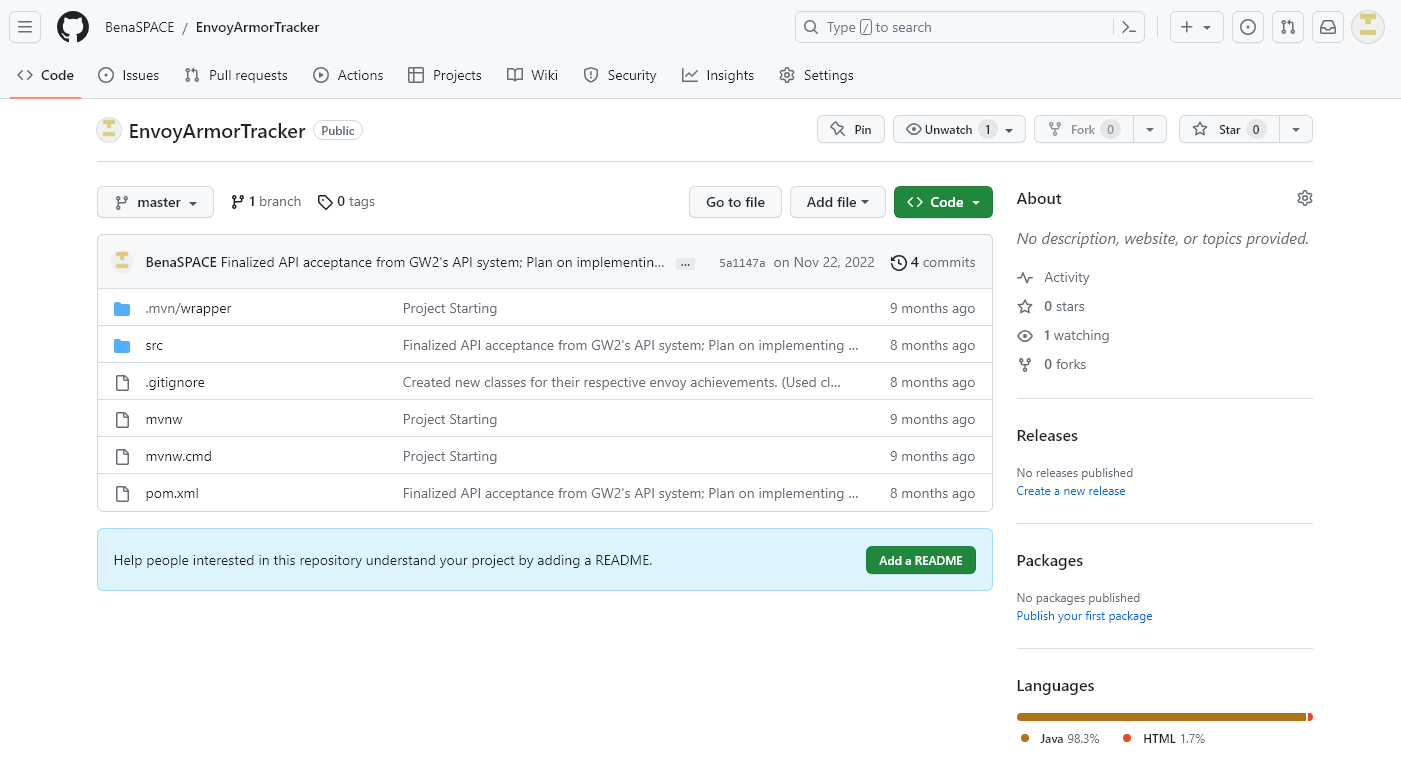 BenaSPACE / EnvoyArmorTracker
Type / to search
Code Issues Pull requests Actions Projects Wiki Security Insights Settings
EnvoyArmorTracker Public
Pin Unwatch 1 Fork 0 Star 0
master 1 branch 0 tags Go to file Add file <> Code
BenaSPACE Finalized API acceptance from GW2's API system; Plan on implementin... ... 5a1147a on Nov 22, 2022 4 commits
.mvn/wrapper Project Starting 9 months ago
src Finalized API acceptance from GW2's API system; Plan on implementing ... 8 months ago
.gitignore Created new classes for their respective envoy achievements. (Used cl... 8 months ago
mvnw Project Starting 9 months ago
mvnw.cmd Project Starting 9 months ago
pom.xml Finalized API acceptance from GW2's API system; Plan on implementing ... 8 months ago
Help people interested in this repository understand your project by adding a README. Add a README
About
No description, website, or topics provided.
Activity
0 stars
1 watching
0 forks
Releases
No releases published
Create a new release
Packages
No packages published
Publish your first package
Languages
Java 98.3% HTML 1.7%